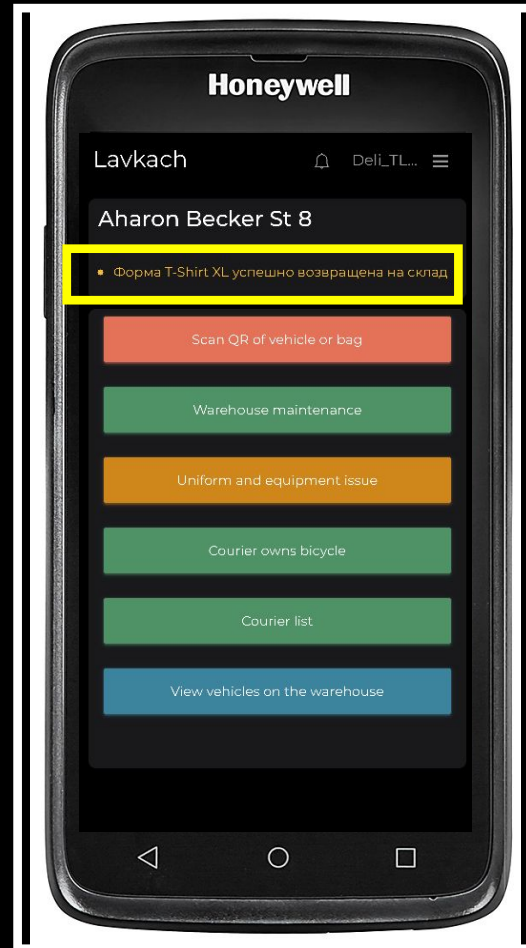 Honeywell
Lavkach Deli_TL...
Aharon Becker St 8
Форма T-Shirt XL успешно возвращена на склад
Scan QR of vehicle or bag
Warehouse maintenance
Uniform and equipment issue
Courier owns bicycle
Courier list
View vehicles on the warehouse